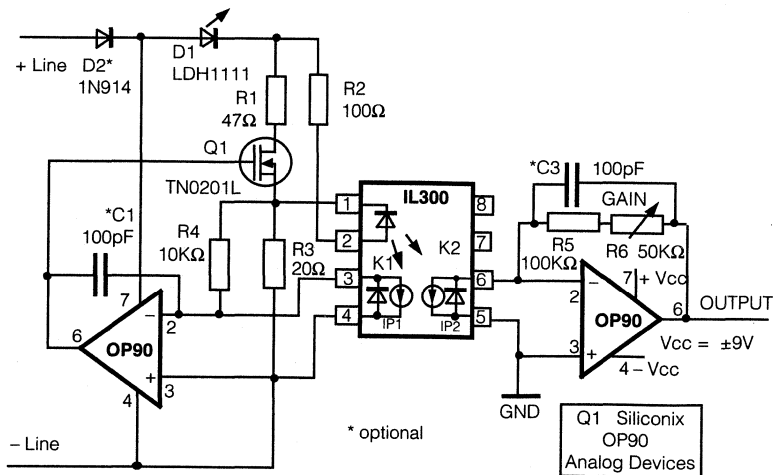 + Line
D2*
1N914
D1
LDH1111
R1
47Ω
R2
100Ω
Q1
TN0201L
*C1
100pF
R4
10KΩ
R3
20Ω
IL300
1
2
3
4
8
7
6
5
K1
K2
IP1
IP2
7
−
2
6
OP90
+
3
4
− Line
*C3
100pF
GAIN
R5
100KΩ
R6 50KΩ
7 + Vcc
−
2
6
OUTPUT
OP90
3
+
4 − Vcc
Vcc = ±9V
GND
* optional
Q1 Siliconix
OP90
Analog Devices